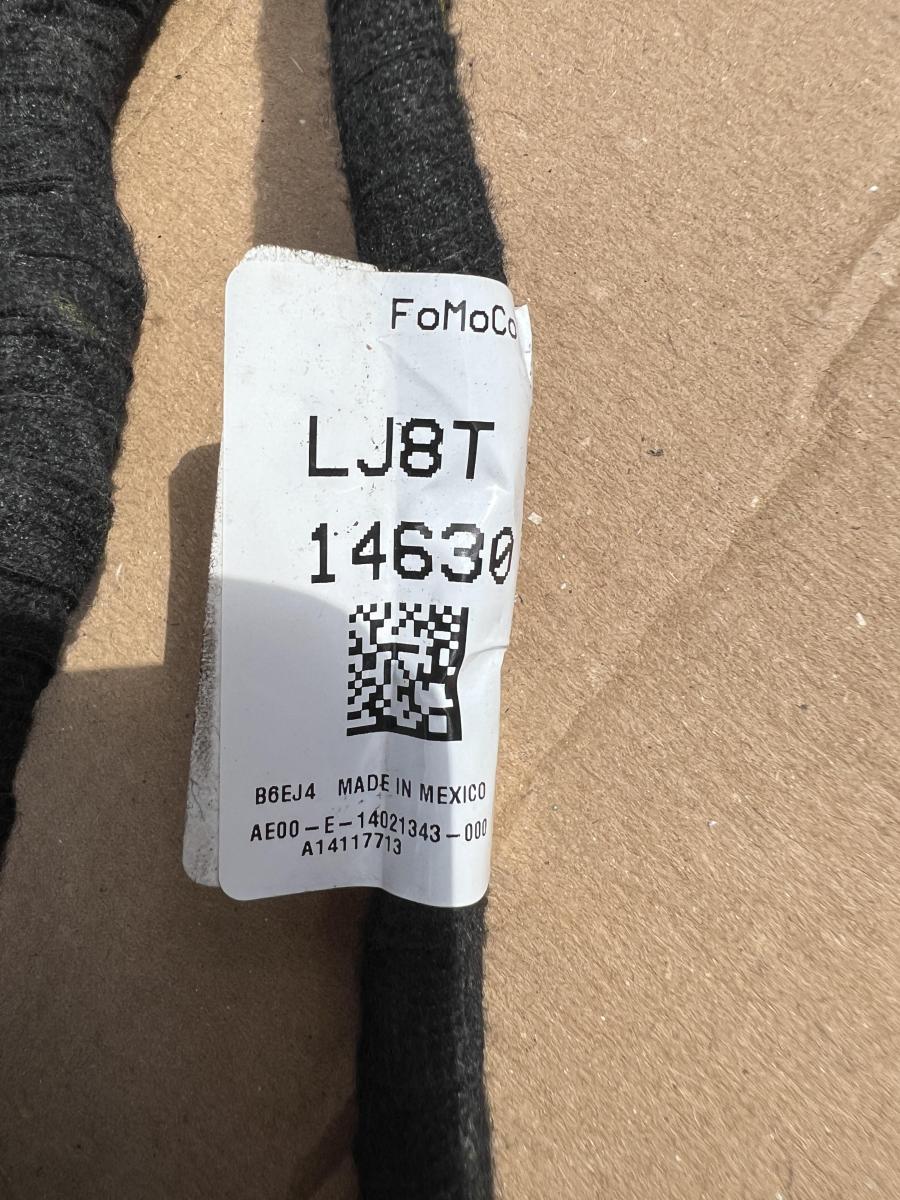 FoMoCo
LJ8T
14630
B6EJ4 MADE IN MEXICO
AE00-E-14021343-000
A14117713